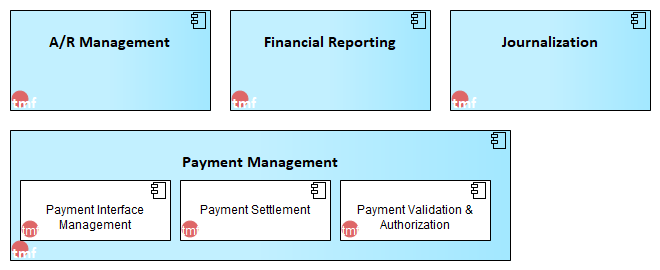 A/R Management
Financial Reporting
Journalization
tmf
tmf
tmf
Payment Management
Payment Interface
Management
Payment Settlement
Payment Validation &
Authorization
tmf
tmf
tmf
tmf